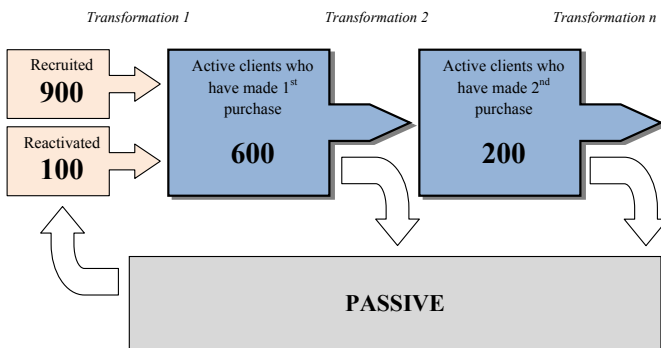 Transformation 1 Transformation 2 Transformation n
Recruited
900
Reactivated
100
Active clients who
have made 1st
purchase
600
Active clients who
have made 2nd
purchase
200
PASSIVE